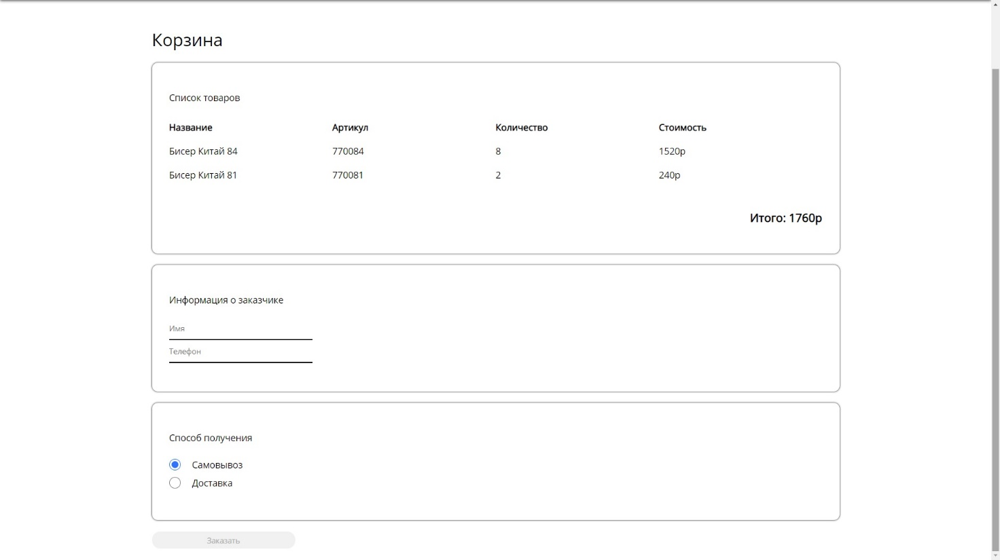 Корзина
Список товаров
Название Артикул Количество Стоимость
Бисер Китай 84 770084 8 1520р
Бисер Китай 81 770081 2 240р
Итого: 1760р
Информация о заказчике
Имя
Телефон
Способ получения
Самовывоз
Доставка
Заказать